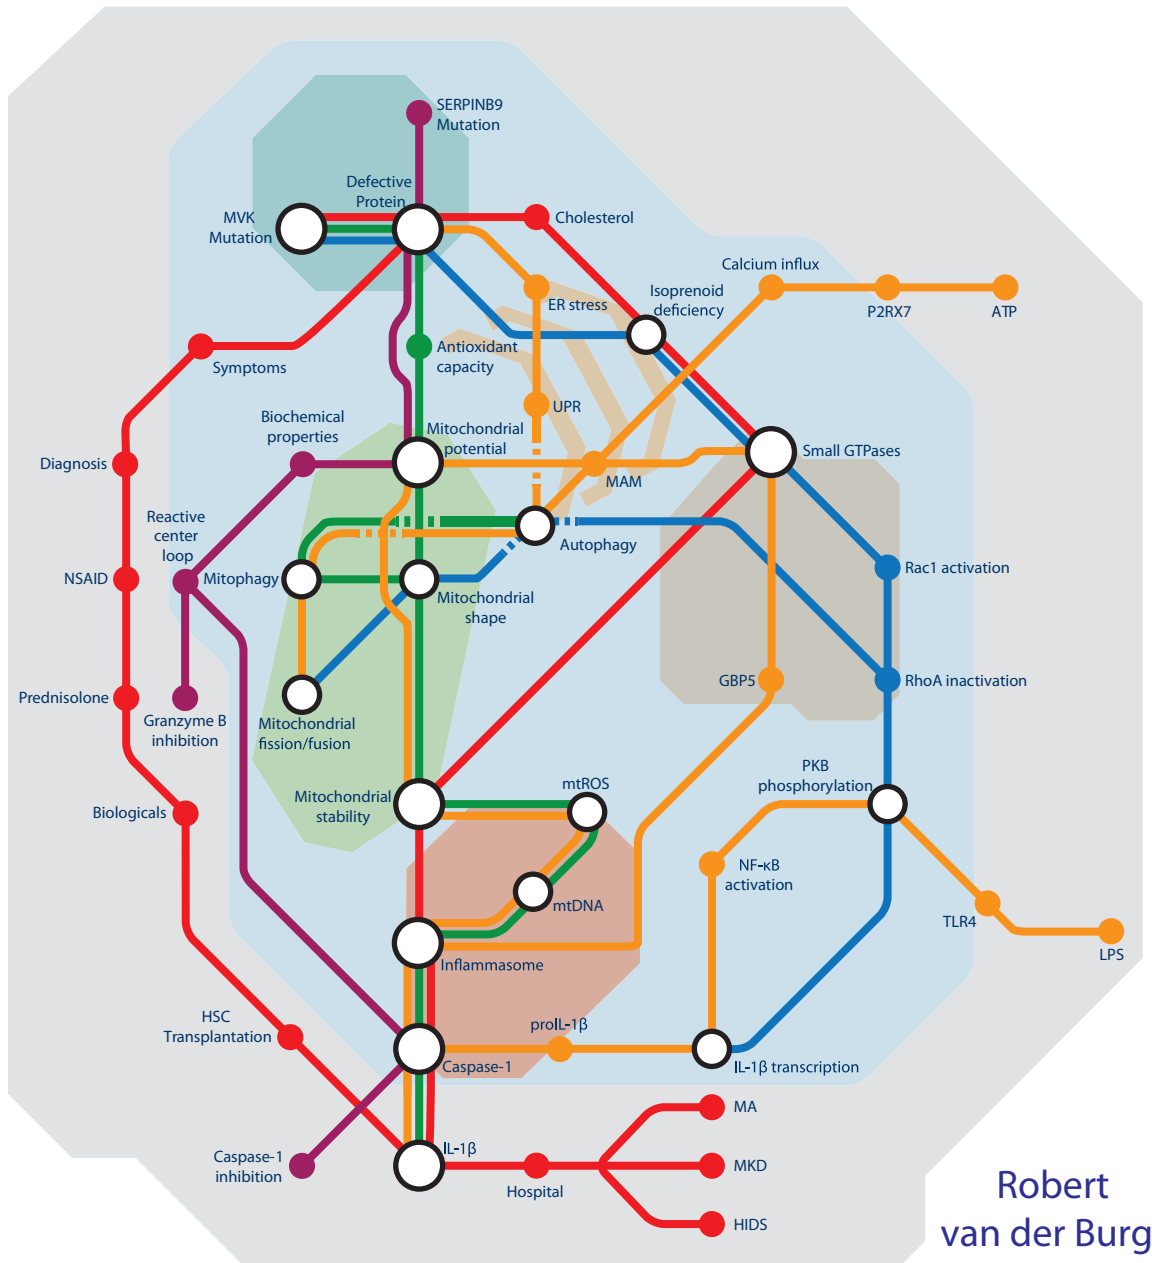 SERPINB9
Mutation
Defective
Protein
MVK
Mutation
Cholesterol
Calcium influx
Isoprenoid
deficiency
ER stress
P2RX7
ATP
Antioxidant
capacity
Symptoms
UPR
Biochemical
properties
Mitochondrial
potential
Small GTPases
Diagnosis
MAM
Reactive
center
loop
Autophagy
NSAID
Mitophagy
Rac1 activation
Mitochondrial
shape
GBP5
RhoA inactivation
Prednisolone
Granzyme B
inhibition
Mitochondrial
fission/fusion
PKB
phosphorylation
mtROS
Mitochondrial
stability
Biologicals
NF-κB
activation
mtDNA
TLR4
LPS
Inflammasome
HSC
Transplantation
proIL-1β
Caspase-1
IL-1β transcription
MA
IL-1β
Caspase-1
inhibition
MKD
Hospital
HIDS
Robert
van der Burg